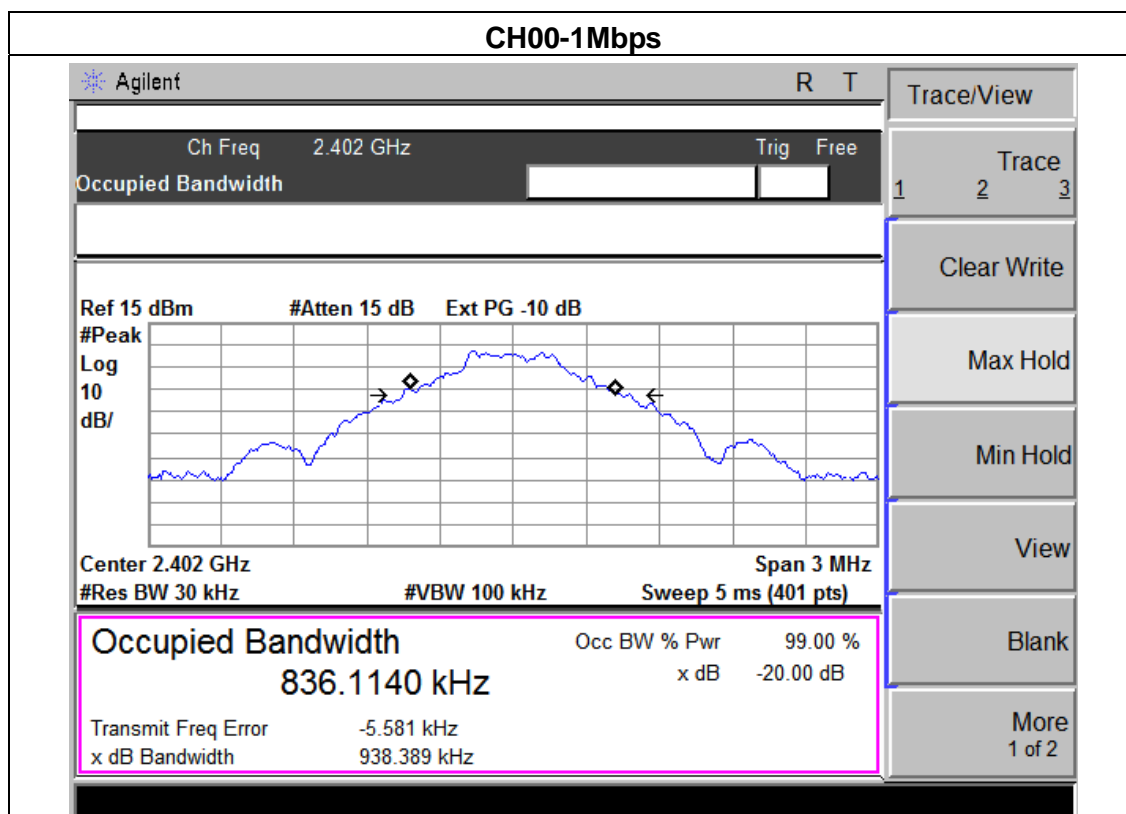 CH00-1Mbps
Agilent R T
Trace/View
Ch Freq 2.402 GHz Trig Free
Occupied Bandwidth
Trace
1 2 3
Clear Write
Ref 15 dBm #Atten 15 dB Ext PG -10 dB
#Peak
Log
10
dB/
Max Hold
Min Hold
View
Center 2.402 GHz Span 3 MHz
#Res BW 30 kHz #VBW 100 kHz Sweep 5 ms (401 pts)
Occupied Bandwidth Occ BW % Pwr 99.00 %
836.1140 kHz x dB -20.00 dB
Blank
Transmit Freq Error -5.581 kHz
x dB Bandwidth 938.389 kHz
More
1 of 2